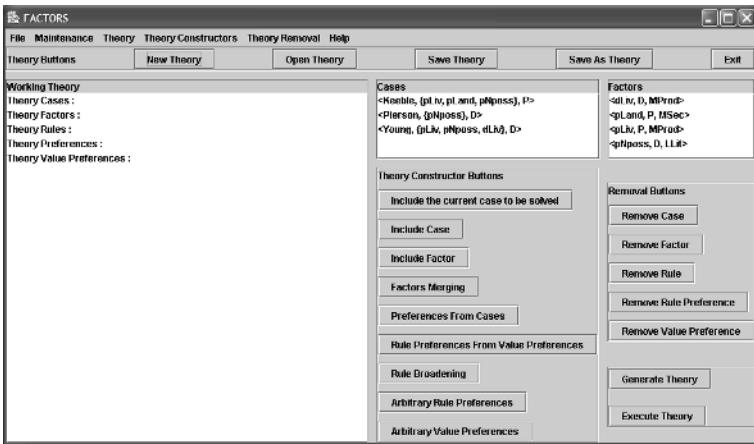 FACTORS
File Maintenance Theory Theory Constructors Theory Removal Help
Theory Buttons New Theory Open Theory Save Theory Save As Theory Exit
Working Theory
Theory Cases :
Theory Factors :
Theory Rules :
Theory Preferences :
Theory Value Preferences :
Cases
<Keeble, {pLiv, pLand, pNposs}, P>
<Pierson, {pNposs}, D>
<Young, {pLiv, pNposs, dLiv}, D>
Factors
<dLiv, D, MProd>
<pLand, P, MSec>
<pLiv, P, MProd>
<pNposs, D, LLit>
Theory Constructor Buttons
Include the current case to be solved
Include Case
Include Factor
Factors Merging
Preferences From Cases
Rule Preferences From Value Preferences
Rule Broadening
Arbitrary Rule Preferences
Arbitrary Value Preferences
Removal Buttons
Remove Case
Remove Factor
Remove Rule
Remove Rule Preference
Remove Value Preference
Generate Theory
Execute Theory